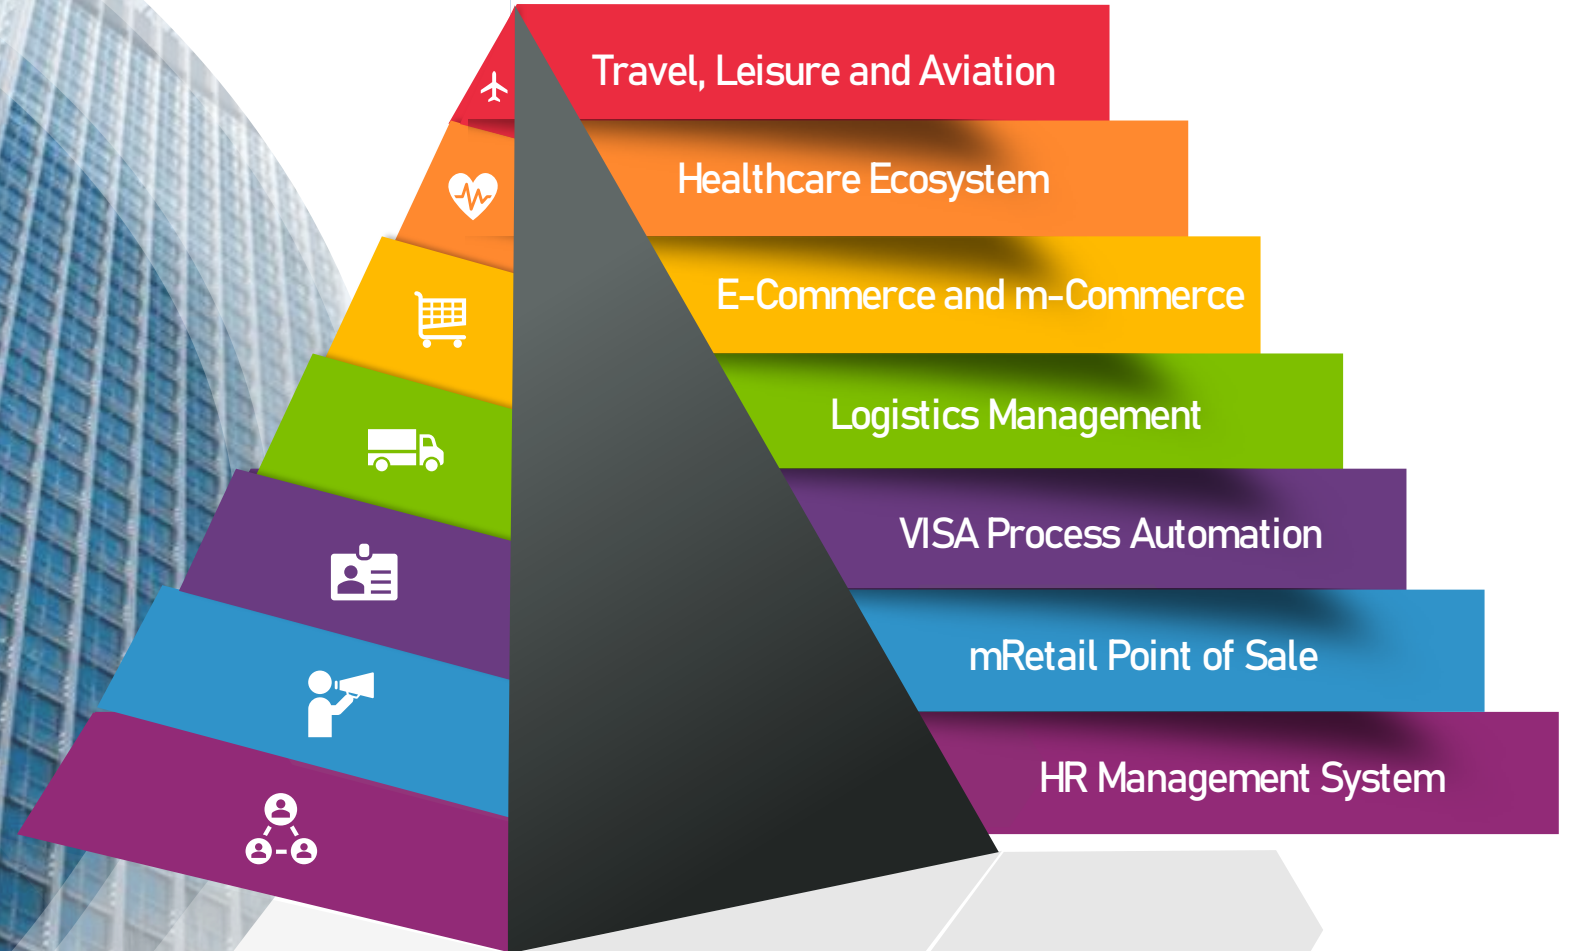 Travel, Leisure and Aviation
Healthcare Ecosystem
E-Commerce and m-Commerce
Logistics Management
VISA Process Automation
mRetail Point of Sale
HR Management System